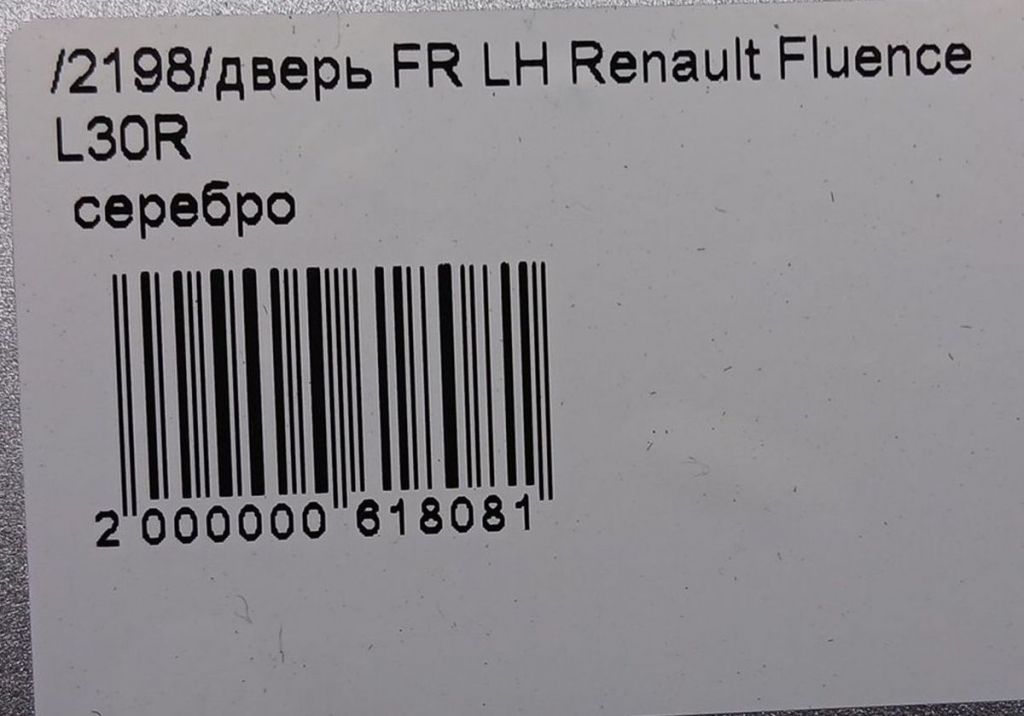 /2198/дверь FR LH Renault Fluence
L30R
серебро
2 000000 618081